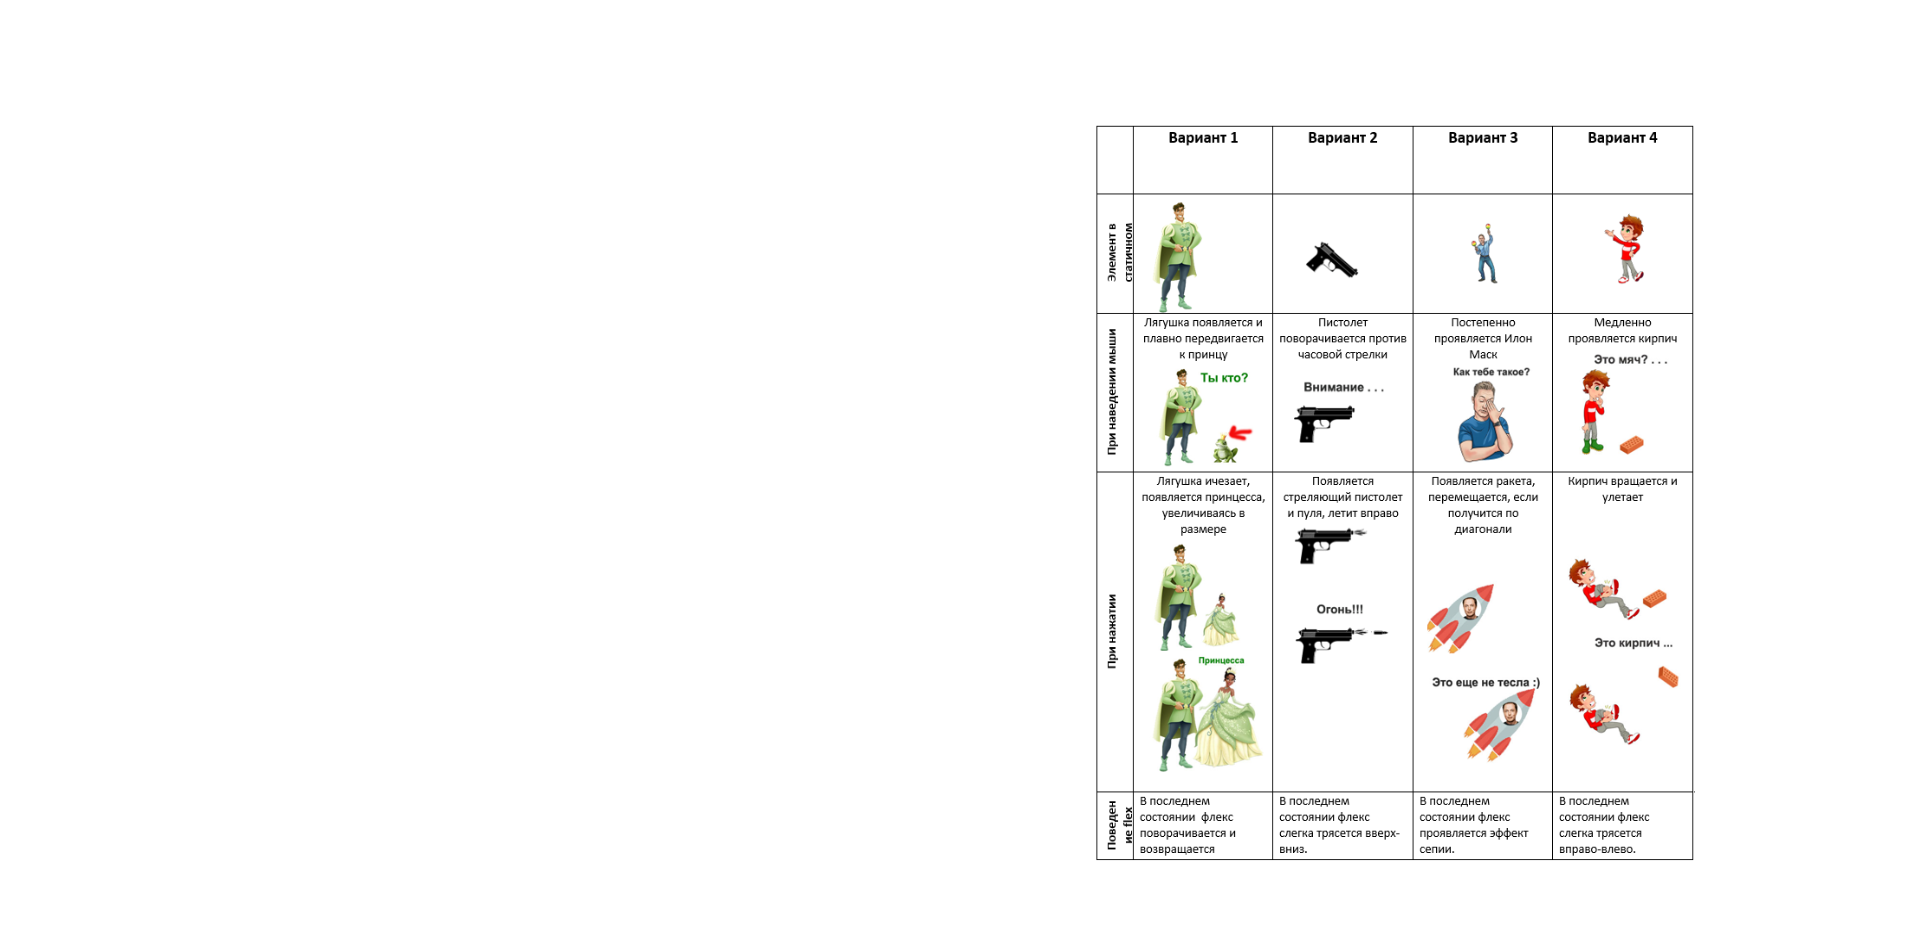 Вариант 1
Вариант 2
Вариант 3
Вариант 4
Элемент в
статичном
При наведении мыши
Лягушка появляется и
плавно передвигается
к принцу
Ты кто?
Пистолет
поворачивается против
часовой стрелки
Внимание . . .
Постепенно
проявляется Илон
Маск
Как тебе такое?
Медленно
проявляется кирпич
Это мяч? . . .
При нажатии
Лягушка ичезает,
появляется принцесса,
увеличиваясь в
размере
Принцесса
Появляется
стреляющий пистолет
и пуля, летит вправо
Огонь!!!
Появляется ракета,
перемещается, если
получится по
диагонали
Это еще не тесла :)
Кирпич вращается и
улетает
Это кирпич ...
Поведен
ие flex
В последнем
состоянии флекс
поворачивается и
возвращается
В последнем
состоянии флекс
слегка трясется вверх-
вниз.
В последнем
состоянии флекс
проявляется эффект
сепии.
В последнем
состоянии флекс
слегка трясется
вправо-влево.